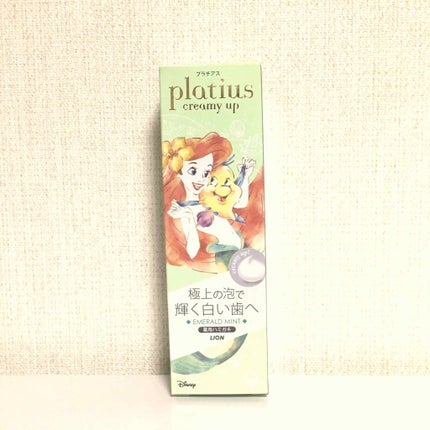 プラチアス
platius
creamy up
極上の泡で
輝く白い歯へ
EMERALD MINT
薬用ハミガキ
LION
Disney